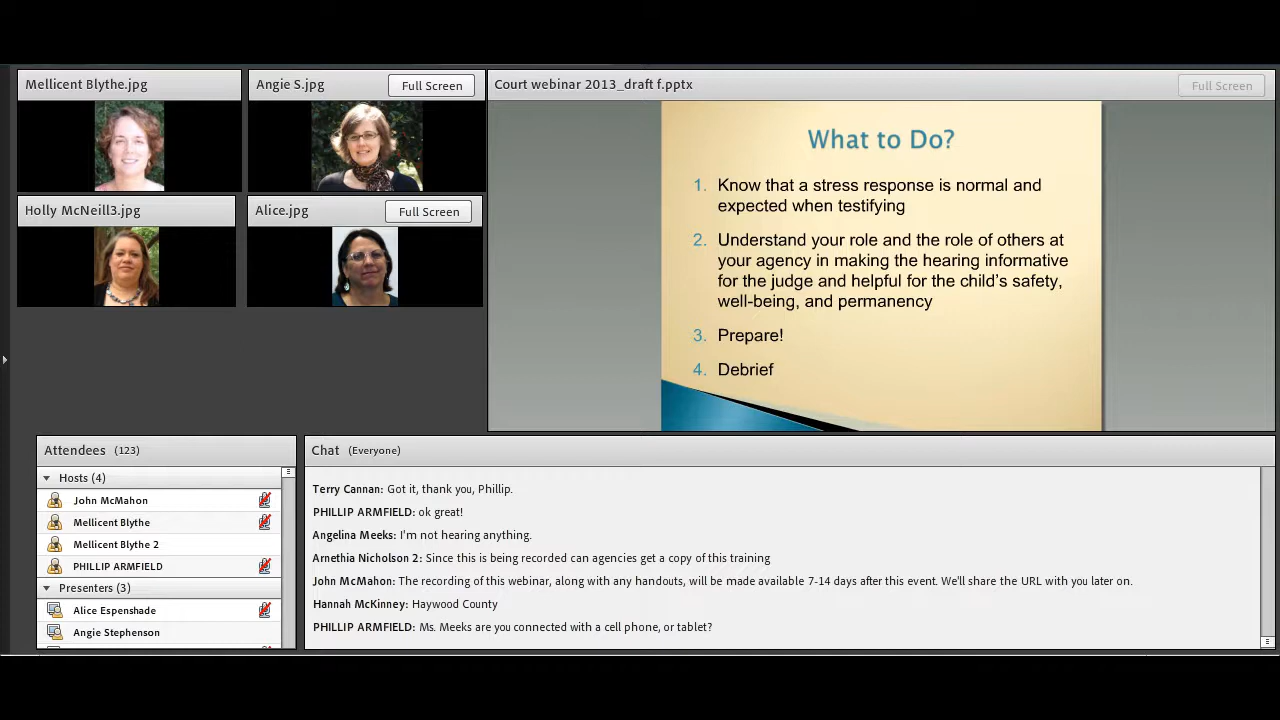 Mellicent Blythe.jpg
Angie S.jpg
Full Screen
Holly McNeill3.jpg
Alice.jpg
Full Screen
Court webinar 2013_draft f.pptx
Full Screen
What to Do?
1. Know that a stress response is normal and
expected when testifying
2. Understand your role and the role of others at
your agency in making the hearing informative
for the judge and helpful for the child's safety,
well-being, and permanency
3. Prepare!
4. Debrief
Attendees (123)
Hosts (4)
John McMahon
Mellicent Blythe
Mellicent Blythe 2
PHILLIP ARMFIELD
Presenters (3)
Alice Espenshade
Angie Stephenson
Chat (Everyone)
Terry Cannan: Got it, thank you, Phillip.
PHILLIP ARMFIELD: ok great!
Angelina Meeks: I'm not hearing anything.
Arnethia Nicholson 2: Since this is being recorded can agencies get a copy of this training
John McMahon: The recording of this webinar, along with any handouts, will be made available 7-14 days after this event. We'll share the URL with you later on.
Hannah McKinney: Haywood County
PHILLIP ARMFIELD: Ms. Meeks are you connected with a cell phone, or tablet?